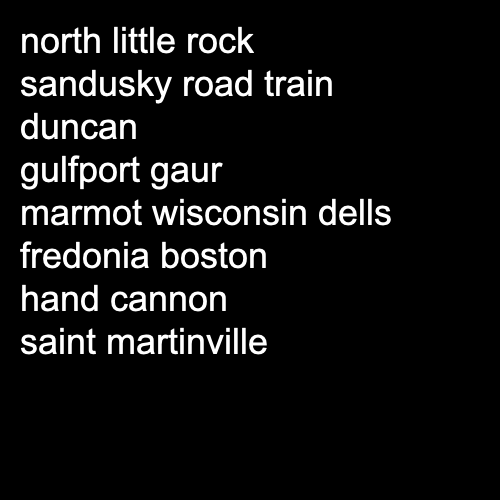 north little rock
sandusky road train
duncan
gulfport gaur
marmot wisconsin dells
fredonia boston
hand cannon
saint martinville